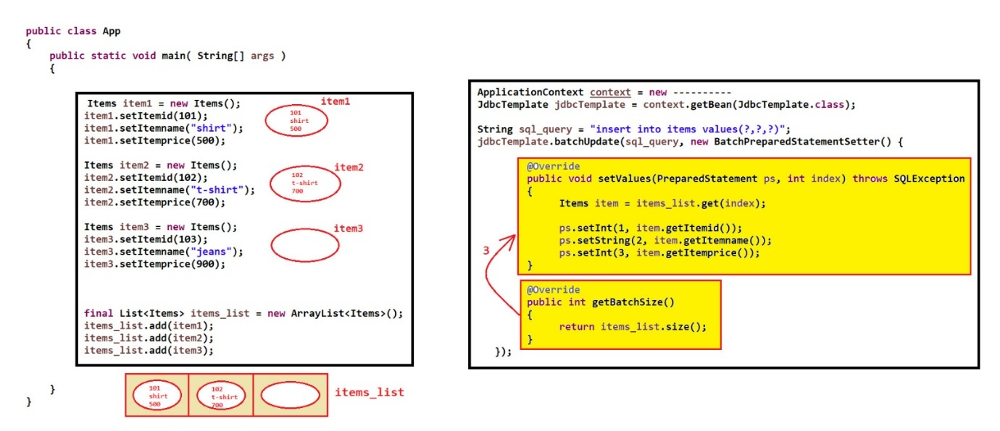 public class App
{
public static void main( String[] args )
{
Items item1 = new Items();
item1.setItemid(101);
item1.setItemname("shirt");
item1.setItemprice(500);
item1
101
shirt
500
Items item2 = new Items();
item2.setItemid(102);
item2.setItemname("t-shirt");
item2.setItemprice(700);
item2
102
t-shirt
700
Items item3 = new Items();
item3.setItemid(103);
item3.setItemname("jeans");
item3.setItemprice(900);
item3
final List<Items> items_list = new ArrayList<Items>();
items_list.add(item1);
items_list.add(item2);
items_list.add(item3);
}
}
101
shirt
500
102
t-shirt
700
items_list
ApplicationContext context = new ----------
JdbcTemplate jdbcTemplate = context.getBean(JdbcTemplate.class);
String sql_query = "insert into items values(?,?,?)";
jdbcTemplate.batchUpdate(sql_query, new BatchPreparedStatementSetter() {
@Override
public void setValues(PreparedStatement ps, int index) throws SQLException
{
Items item = items_list.get(index);
ps.setInt(1, item.getItemid());
ps.setString(2, item.getItemname());
ps.setInt(3, item.getItemprice());
}
3
@Override
public int getBatchSize()
{
return items_list.size();
}
});